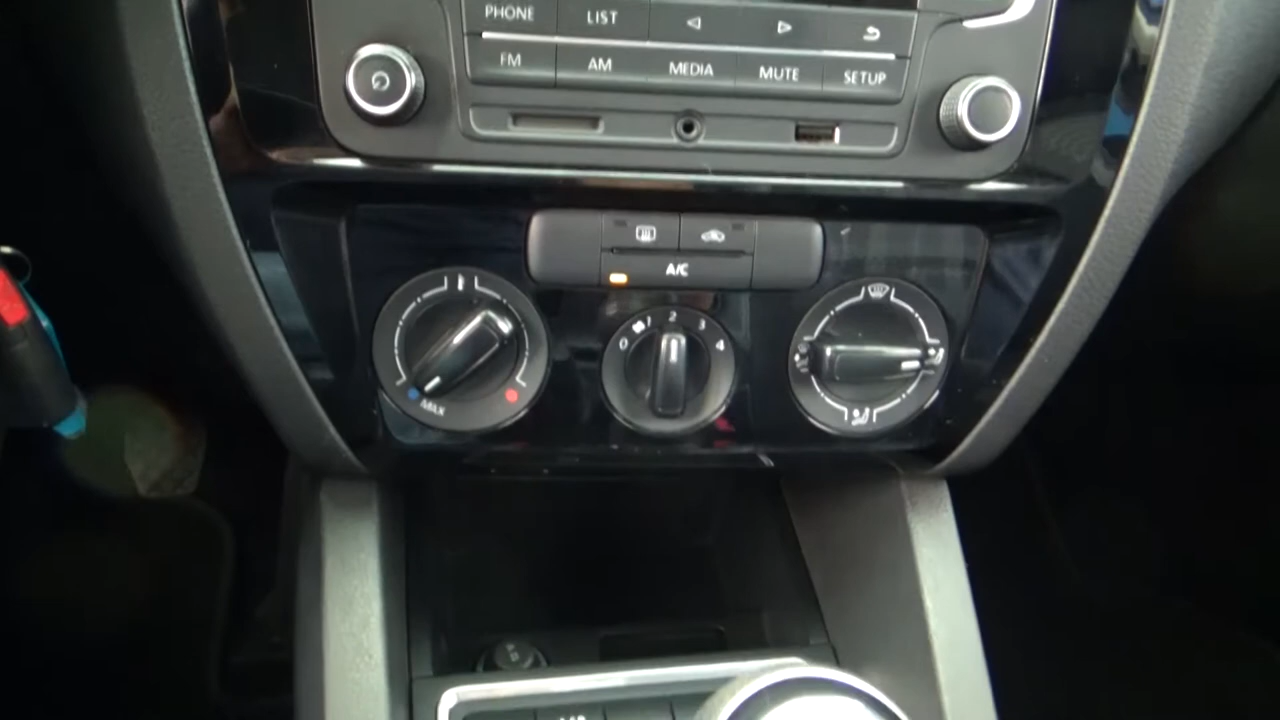 PHONE LIST
FM AM MEDIA MUTE SETUP
A/C
0 1 2 3 4
MAX